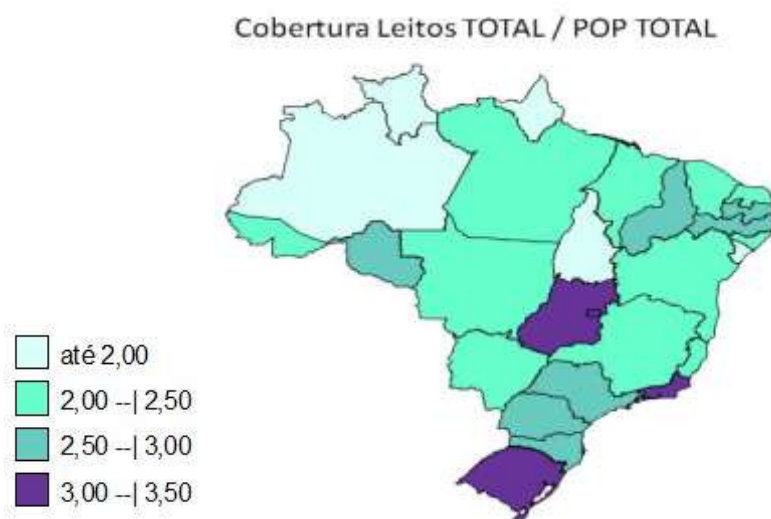 Cobertura Leitos TOTAL / POP TOTAL
até 2,00
2,00 --| 2,50
2,50 --| 3,00
3,00 --| 3,50